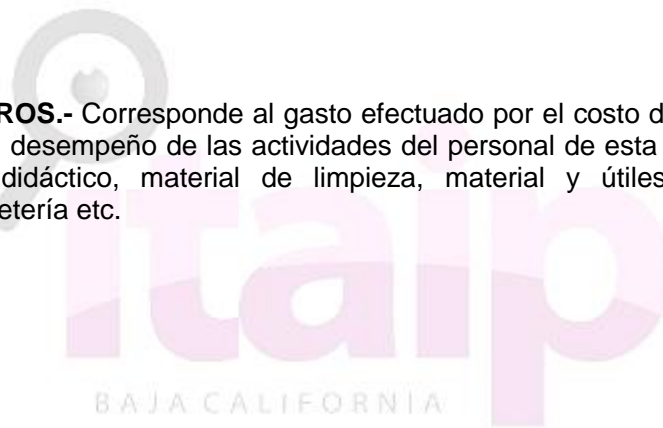 ROS.- Corresponde al gasto efectuado por el costo d
desempeño de las actividades del personal de esta
didáctico, material de limpieza, material y útiles
etería etc.
itaip
BAJA CALIFORNIA